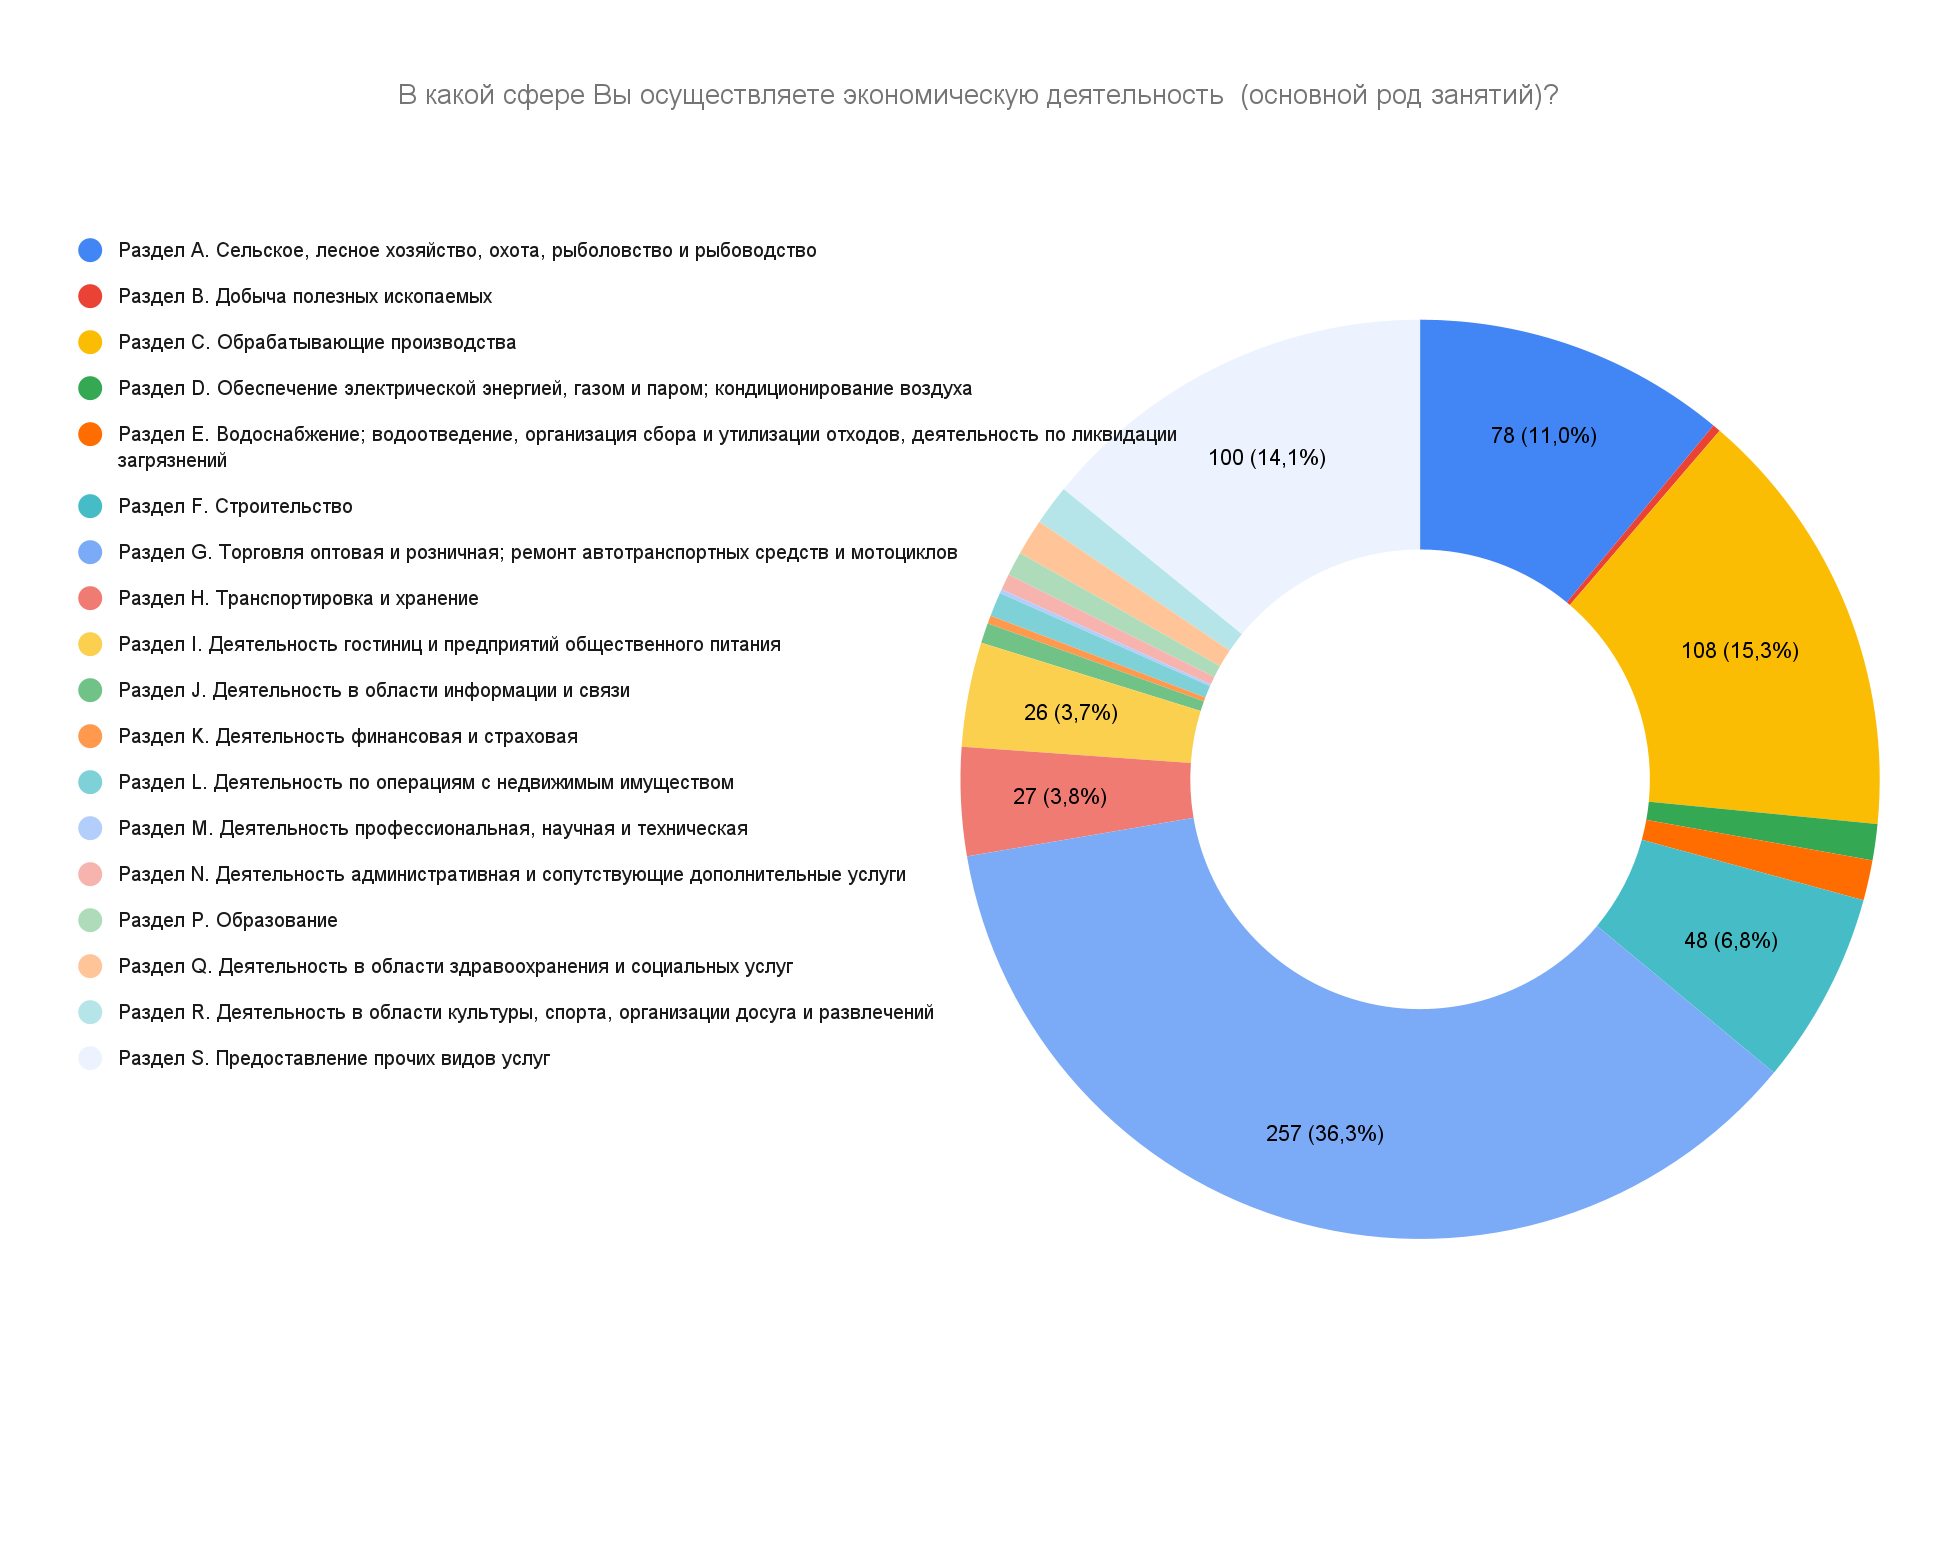 В какой сфере Вы осуществляете экономическую деятельность  (основной род занятий)?
Раздел A. Сельское, лесное хозяйство, охота, рыболовство и рыбоводство
Раздел B. Добыча полезных ископаемых
Раздел C. Обрабатывающие производства
Раздел D. Обеспечение электрической энергией, газом и паром; кондиционирование воздуха
Раздел E. Водоснабжение; водоотведение, организация сбора и утилизации отходов, деятельность по ликвидации
загрязнений
Раздел F. Строительство
Раздел G. Торговля оптовая и розничная; ремонт автотранспортных средств и мотоциклов
Раздел H. Транспортировка и хранение
Раздел I. Деятельность гостиниц и предприятий общественного питания
Раздел J. Деятельность в области информации и связи
Раздел K. Деятельность финансовая и страховая
Раздел L. Деятельность по операциям с недвижимым имуществом
Раздел M. Деятельность профессиональная, научная и техническая
Раздел N. Деятельность административная и сопутствующие дополнительные услуги
Раздел P. Образование
Раздел Q. Деятельность в области здравоохранения и социальных услуг
Раздел R. Деятельность в области культуры, спорта, организации досуга и развлечений
Раздел S. Предоставление прочих видов услуг
78 (11,0%)
100 (14,1%)
108 (15,3%)
26 (3,7%)
27 (3,8%)
48 (6,8%)
257 (36,3%)